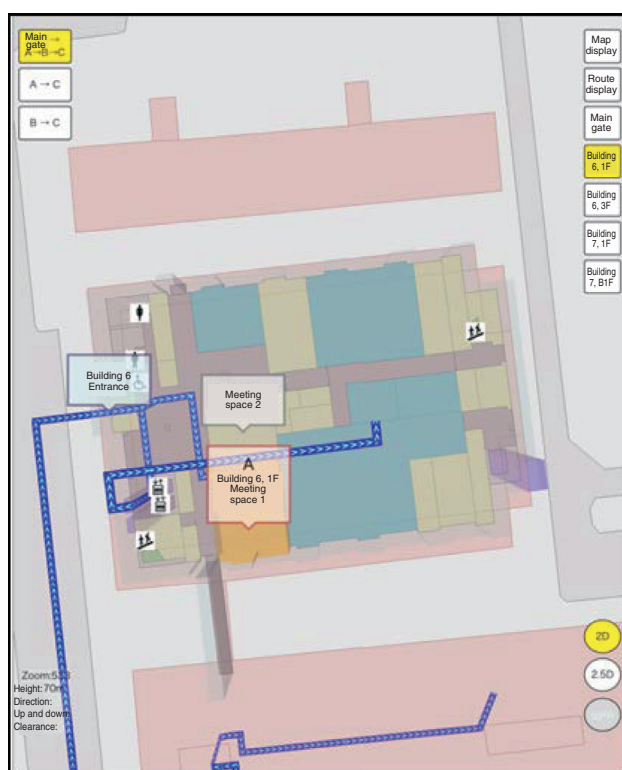 Main →
gate
A→B→C
A → C
B → C
Map
display
Route
display
Main
gate
Building
6, 1F
Building
6, 3F
Building
7, 1F
Building
7, B1F
Building 6
Entrance
Meeting
space 2
A
Building 6, 1F
Meeting
space 1
2D
2.5D
Height:70m
Direction:
Up and down
Clearance: